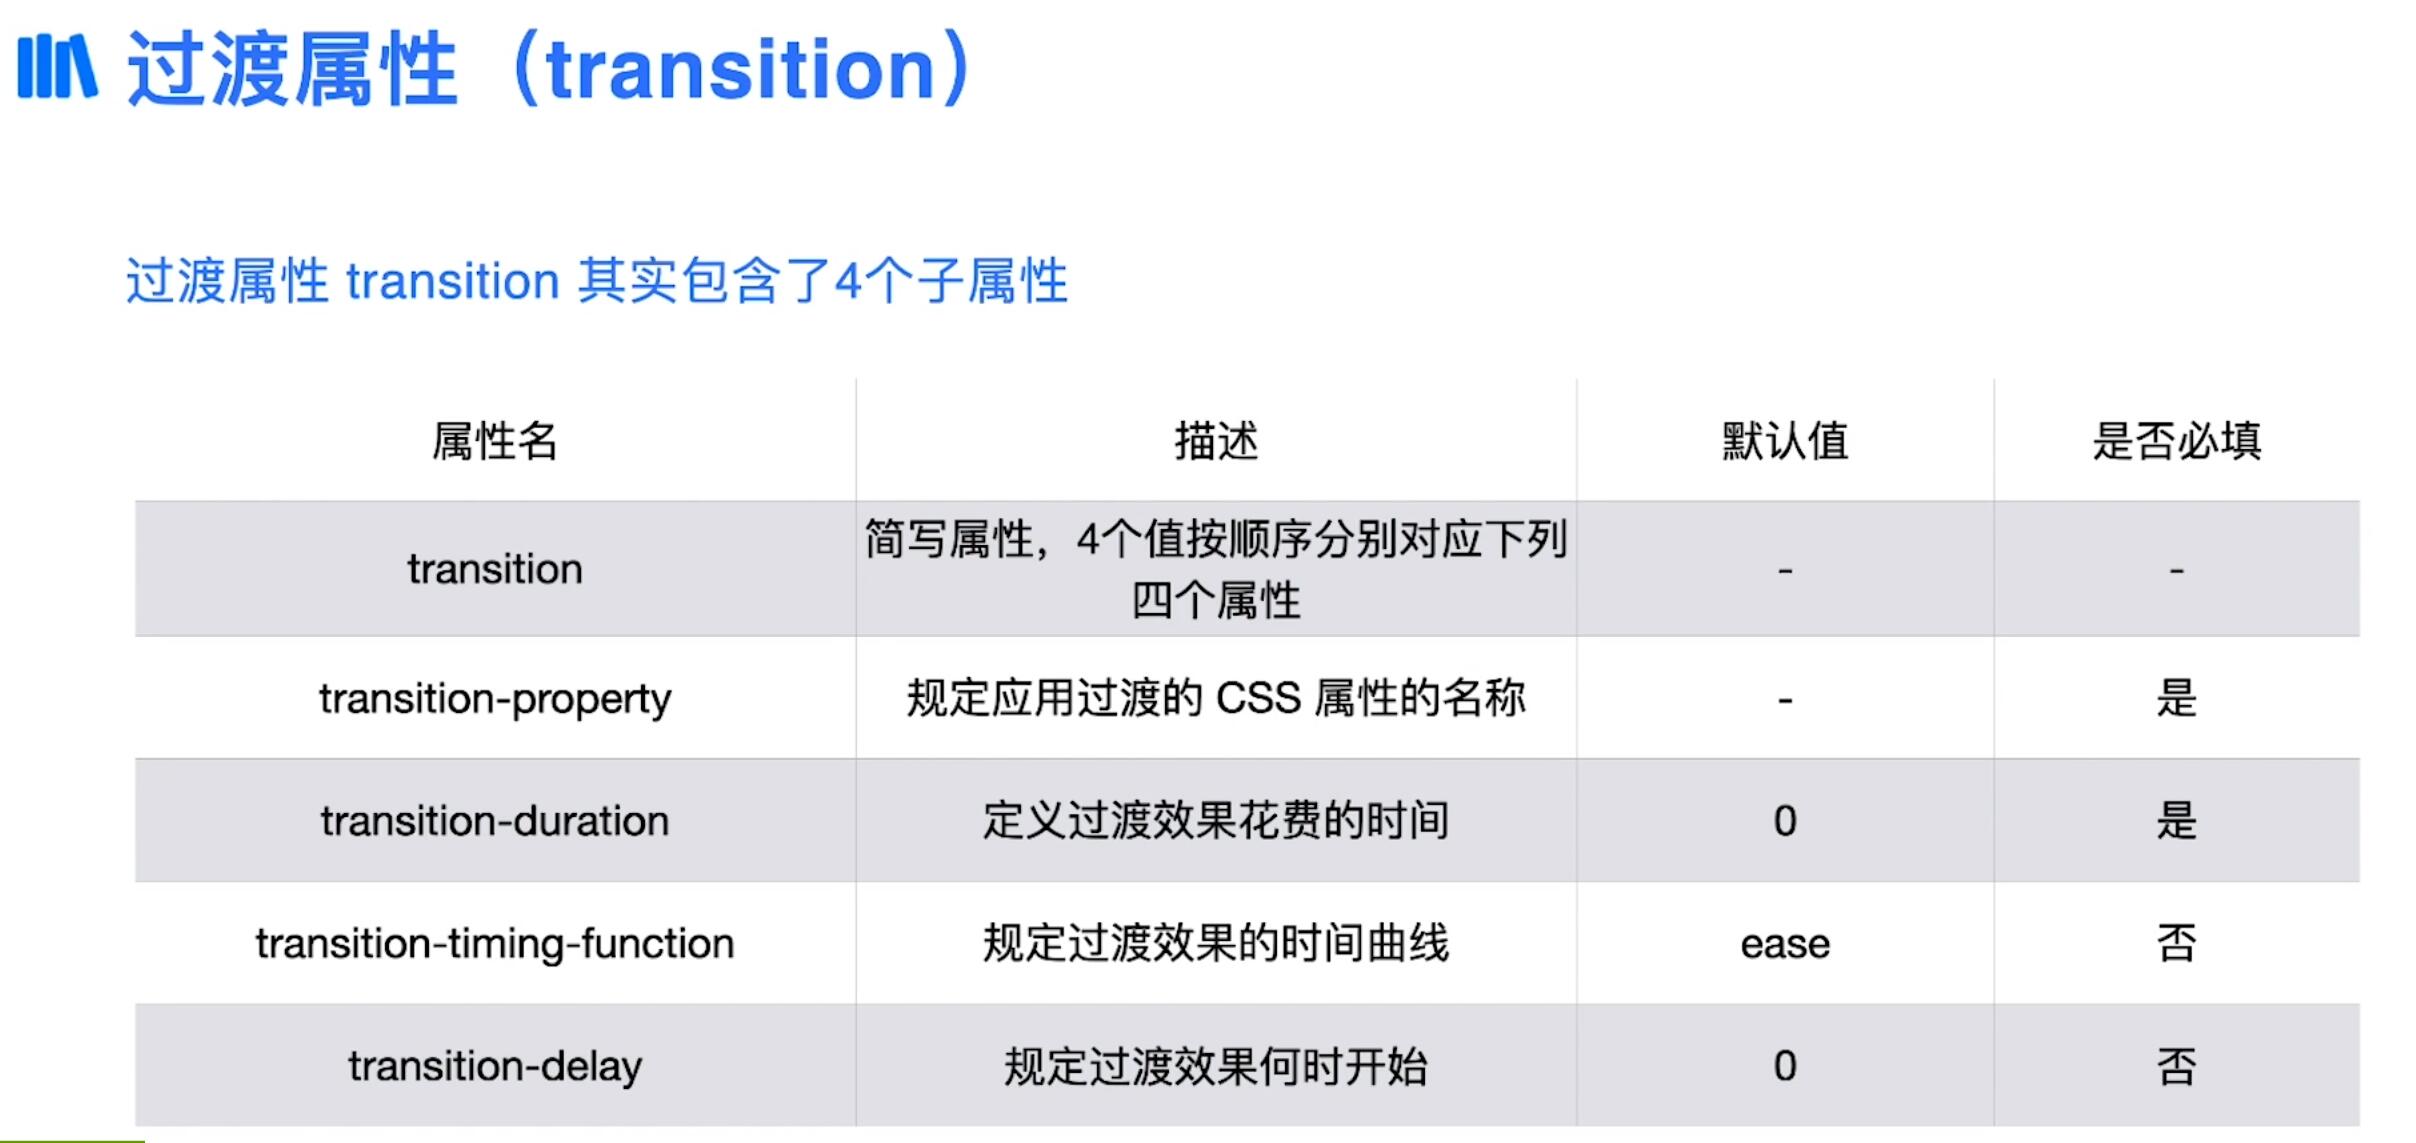 过渡属性（transition）
过渡属性 transition 其实包含了4个子属性
属性名 描述 默认值 是否必填
transition 简写属性，4个值按顺序分别对应下列四个属性 - -
transition-property 规定应用过渡的 CSS 属性的名称 - 是
transition-duration 定义过渡效果花费的时间 0 是
transition-timing-function 规定过渡效果的时间曲线 ease 否
transition-delay 规定过渡效果何时开始 0 否